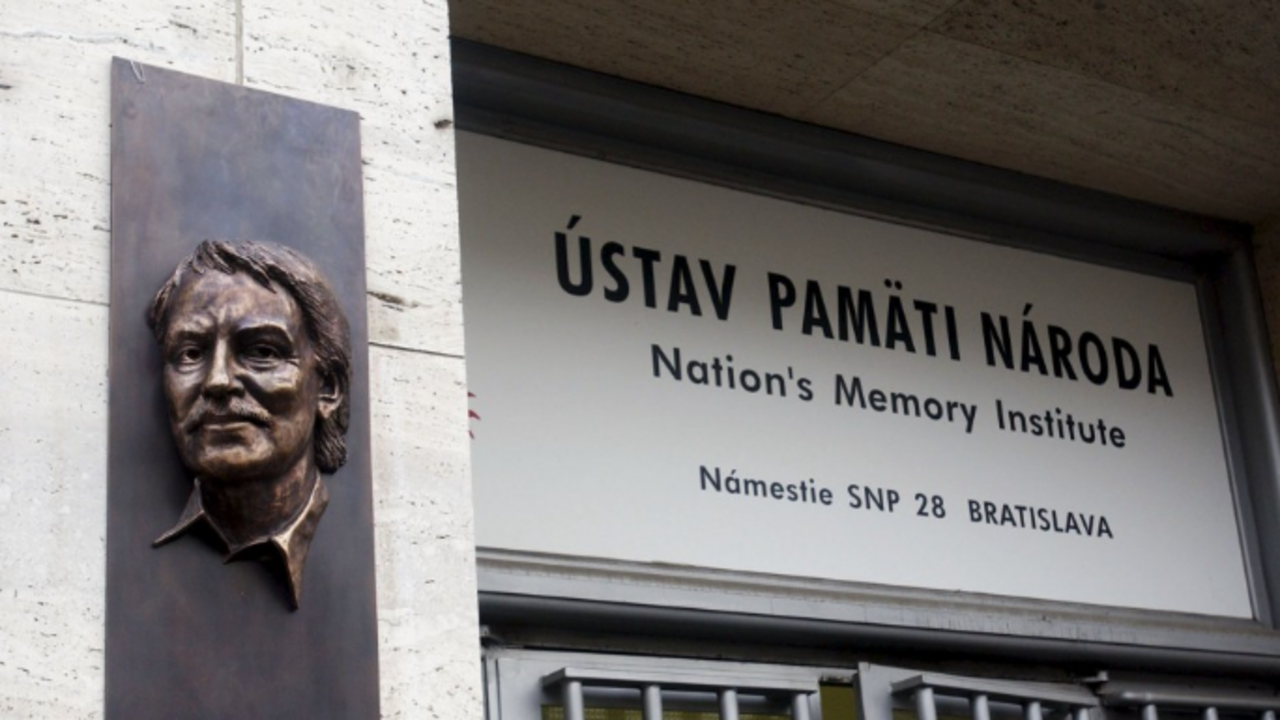 ÚSTAV PAMÄTI NÁRODA
Nation's Memory Institute
Námestie SNP 28 BRATISLAVA